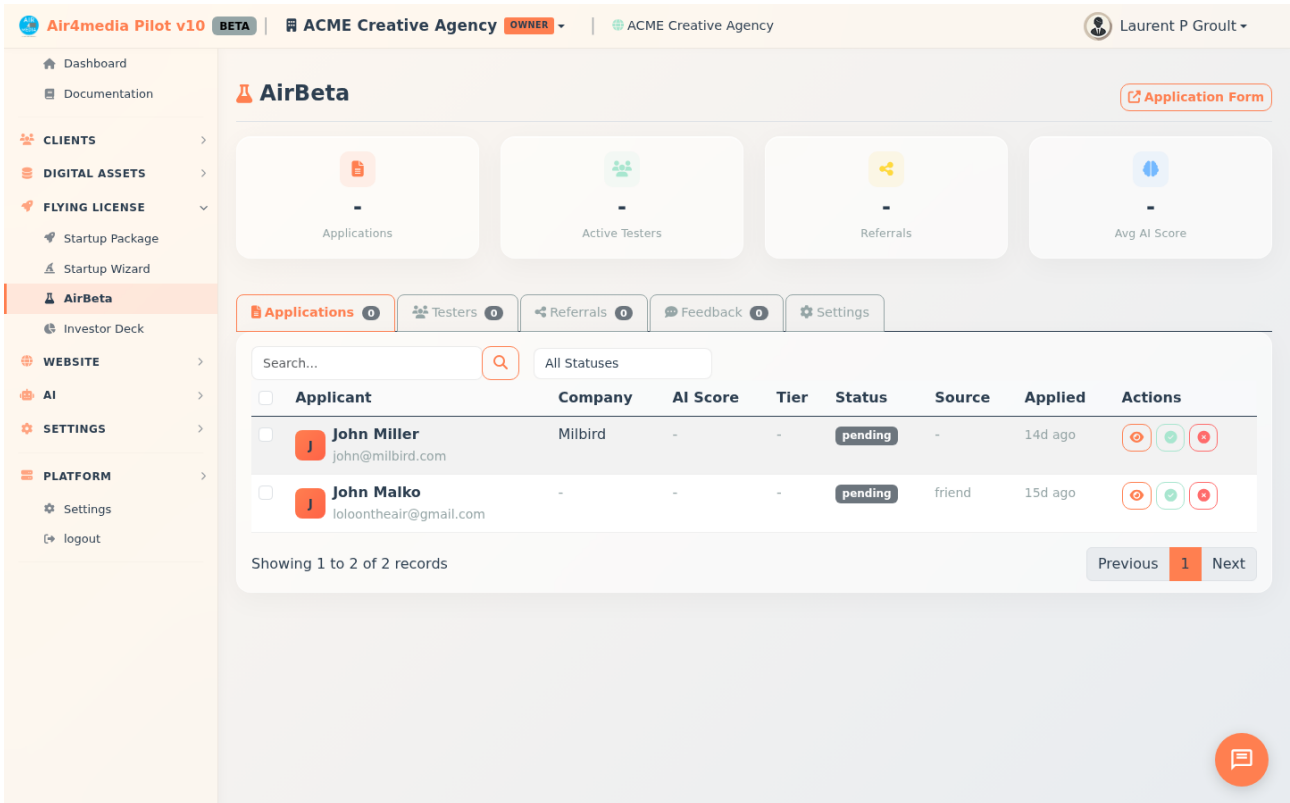 Air4media Pilot v10 BETA | ACME Creative Agency OWNER | ACME Creative Agency Laurent P Groult
Dashboard
Documentation
CLIENTS
DIGITAL ASSETS
FLYING LICENSE
Startup Package
Startup Wizard
AirBeta
Investor Deck
WEBSITE
AI
SETTINGS
PLATFORM
Settings
logout
AirBeta
Application Form
- - - -
Applications Active Testers Referrals Avg AI Score
Applications 0 Testers 0 Referrals 0 Feedback 0 Settings
Search... All Statuses
Applicant Company AI Score Tier Status Source Applied Actions
J John Miller Milbird - - pending - 14d ago
john@milbird.com
J John Malko - - - pending friend 15d ago
loloontheair@gmail.com
Showing 1 to 2 of 2 records Previous 1 Next